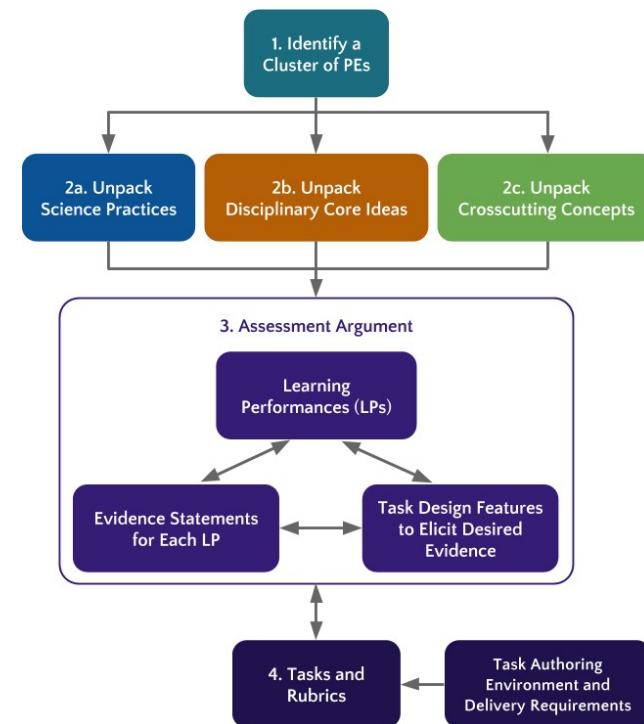 1. Identify a
Cluster of PEs
2a. Unpack
Science Practices
2b. Unpack
Disciplinary Core Ideas
2c. Unpack
Crosscutting Concepts
3. Assessment Argument
Learning
Performances (LPs)
Evidence Statements
for Each LP
Task Design Features
to Elicit Desired
Evidence
4. Tasks and
Rubrics
Task Authoring
Environment and
Delivery Requirements